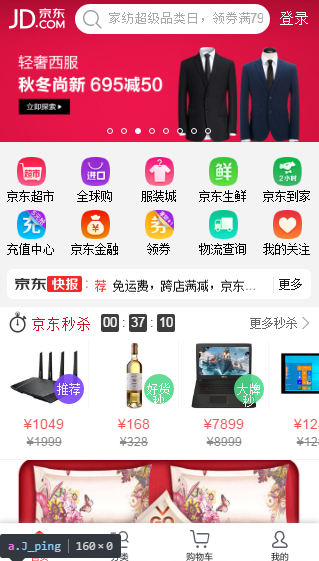 JD.京东
家纺超级品类日，领券满79
登录
轻奢西服
秋冬尚新 695减50
立即探索
京东超市
全球购
服装城
京东生鲜
京东到家
超市
进口
鲜
2小时
充值中心
京东金融
领券
物流查询
我的关注
充
¥
券
京东快报
荐 免运费，跨店满减，京东…
更多
京东秒杀
00 : 37 : 10
更多秒杀
推荐
好货秒
大牌秒
¥1049
¥168
¥7899
¥1999
¥328
¥8999
a.J_ping
160×0
分类
购物车
我的